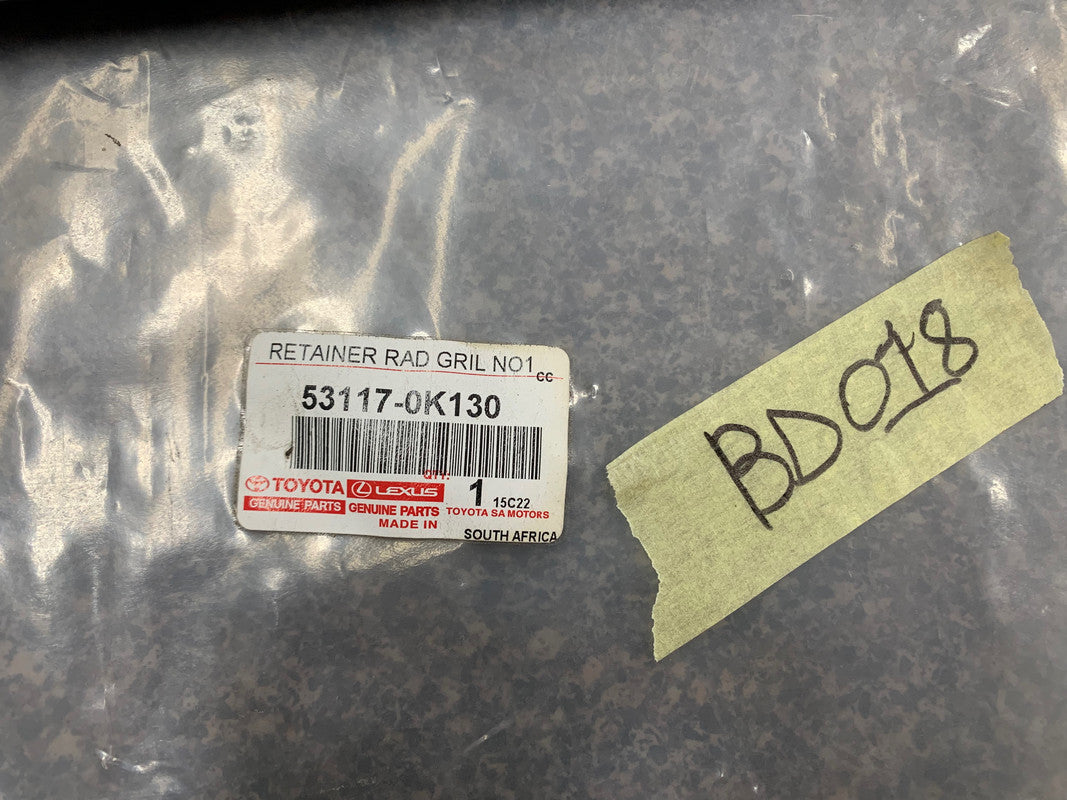 RETAINER RAD GRIL NO1 CC
53117-0K130
QTY:
TOYOTA LEXUS 1 15C22
GENUINE PARTS GENUINE PARTS TOYOTA SA MOTORS
MADE IN
SOUTH AFRICA
BD078